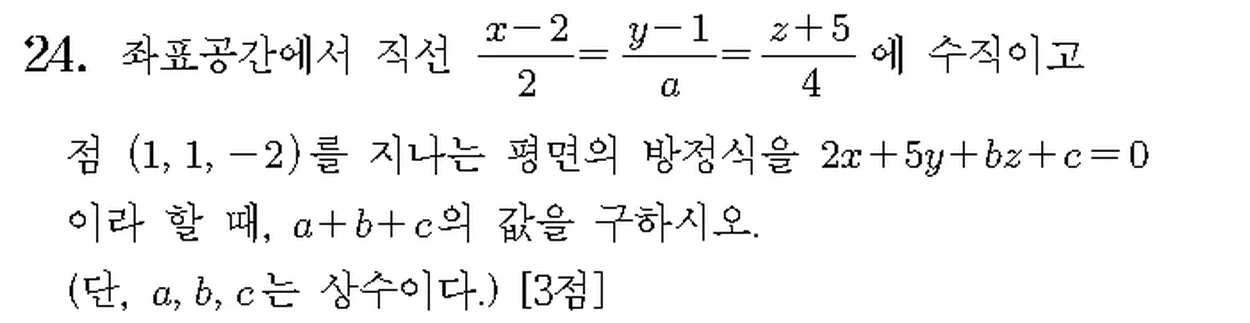 24. 좌표공간에서 직선 \frac{x-2}{2}=\frac{y-1}{a}=\frac{z+5}{4} 에 수직이고
점 (1, 1, -2)를 지나는 평면의 방정식을 2x+5y+bz+c=0
이라 할 때, a+b+c의 값을 구하시오.
(단, a, b, c는 상수이다.) [3점]